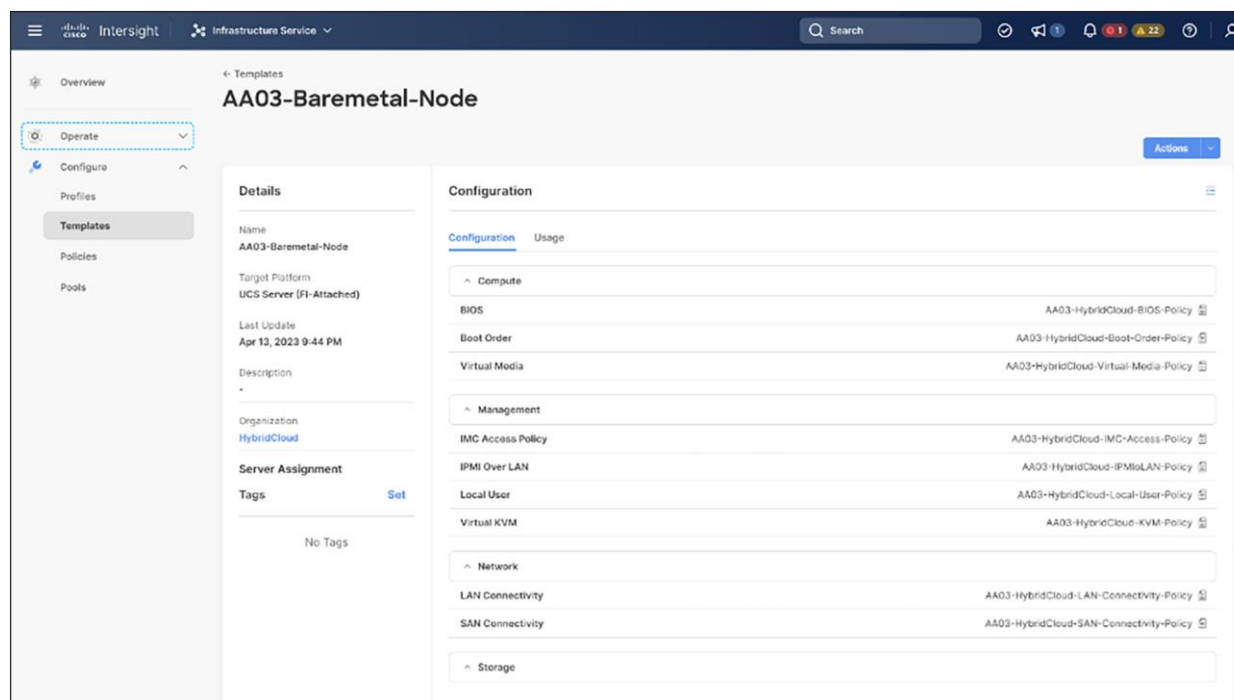 cisco Intersight
Infrastructure Service
Search
1
1
22
Overview
Operate
Configure
Profiles
Templates
Policies
Pools
← Templates
AA03-Baremetal-Node
Actions
Details
Name
AA03-Baremetal-Node
Target Platform
UCS Server (FI-Attached)
Last Update
Apr 13, 2023 9:44 PM
Description
-
Organization
HybridCloud
Server Assignment
Tags Set
No Tags
Configuration
Configuration Usage
Compute
BIOS AA03-HybridCloud-BIOS-Policy
Boot Order AA03-HybridCloud-Boot-Order-Policy
Virtual Media AA03-HybridCloud-Virtual-Media-Policy
Management
IMC Access Policy AA03-HybridCloud-IMC-Access-Policy
IPMI Over LAN AA03-HybridCloud-IPMIoLAN-Policy
Local User AA03-HybridCloud-Local-User-Policy
Virtual KVM AA03-HybridCloud-KVM-Policy
Network
LAN Connectivity AA03-HybridCloud-LAN-Connectivity-Policy
SAN Connectivity AA03-HybridCloud-SAN-Connectivity-Policy
Storage